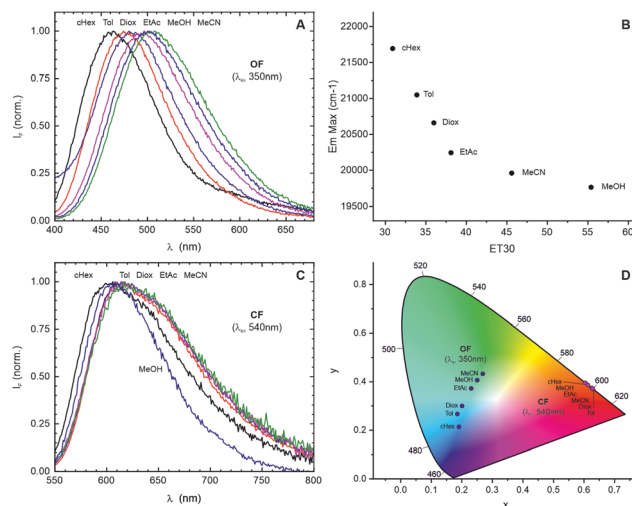 cHex Tol Diox EtAc MeOH MeCN
A
OF
(λex 350nm)
IF (norm.)
1.00
0.75
0.50
0.25
0.00
400 450 500 550 600 650
λ (nm)
B
Em Max (cm-1)
22000
21500
21000
20500
20000
19500
cHex
Tol
Diox
EtAc
MeCN
MeOH
30 35 40 45 50 55 60
ET30
cHex Tol Diox EtAc MeCN
C
CF
(λex 540nm)
MeOH
IF (norm.)
1.00
0.75
0.50
0.25
0.00
550 600 650 700 750 800
λ (nm)
D
y
0.8
0.6
0.4
0.2
0.0
520
540
560
580
600
620
500
480
460
OF
(λex 350nm)
MeCN
MeOH
EtAc
Diox
Tol
cHex
CF
(λex 540nm)
cHex
MeOH
EtAc
MeCN
Diox
Tol
0.0 0.1 0.2 0.3 0.4 0.5 0.6 0.7
x